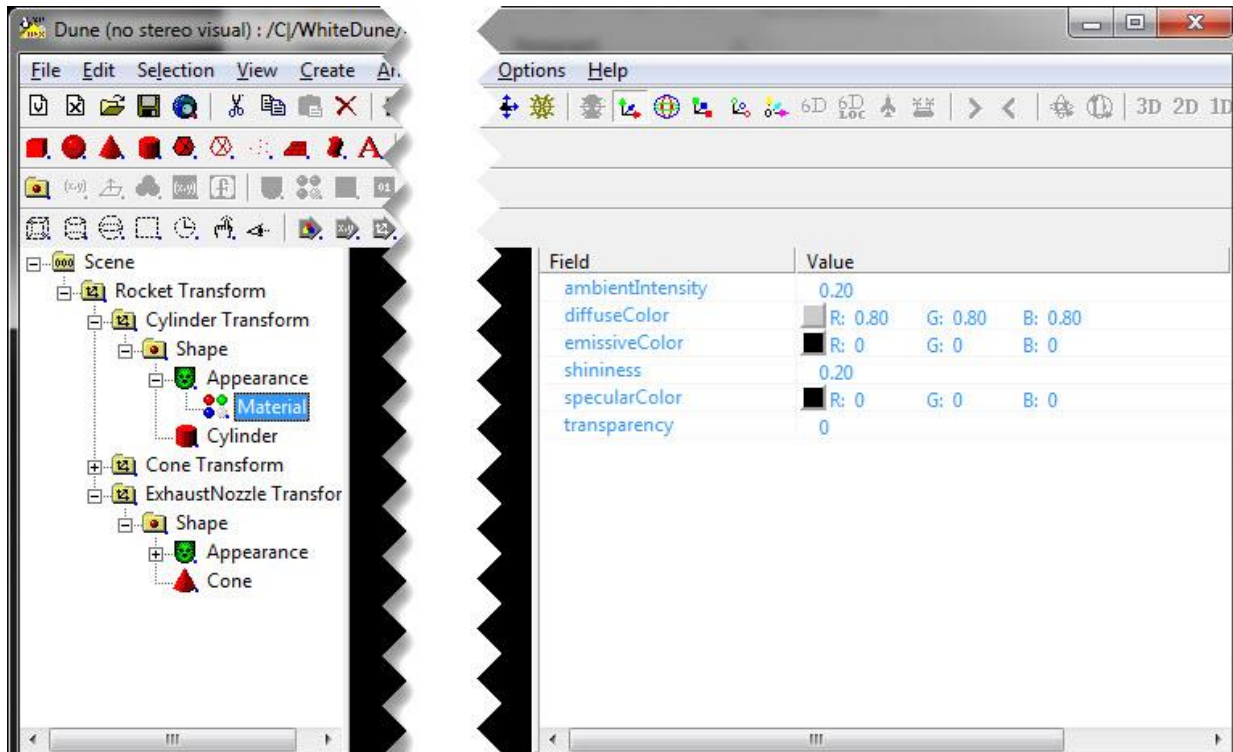 Dune (no stereo visual) : /C|/WhiteDune/
File Edit Selection View Create An Options Help
6D 6D LOC 3D 2D 1D
A
(x,y) (x,y) f 01
x,y
Scene
Rocket Transform
Cylinder Transform
Shape
Appearance
Material
Cylinder
Cone Transform
ExhaustNozzle Transfor
Shape
Appearance
Cone
Field Value
ambientIntensity 0.20
diffuseColor R: 0.80 G: 0.80 B: 0.80
emissiveColor R: 0 G: 0 B: 0
shininess 0.20
specularColor R: 0 G: 0 B: 0
transparency 0